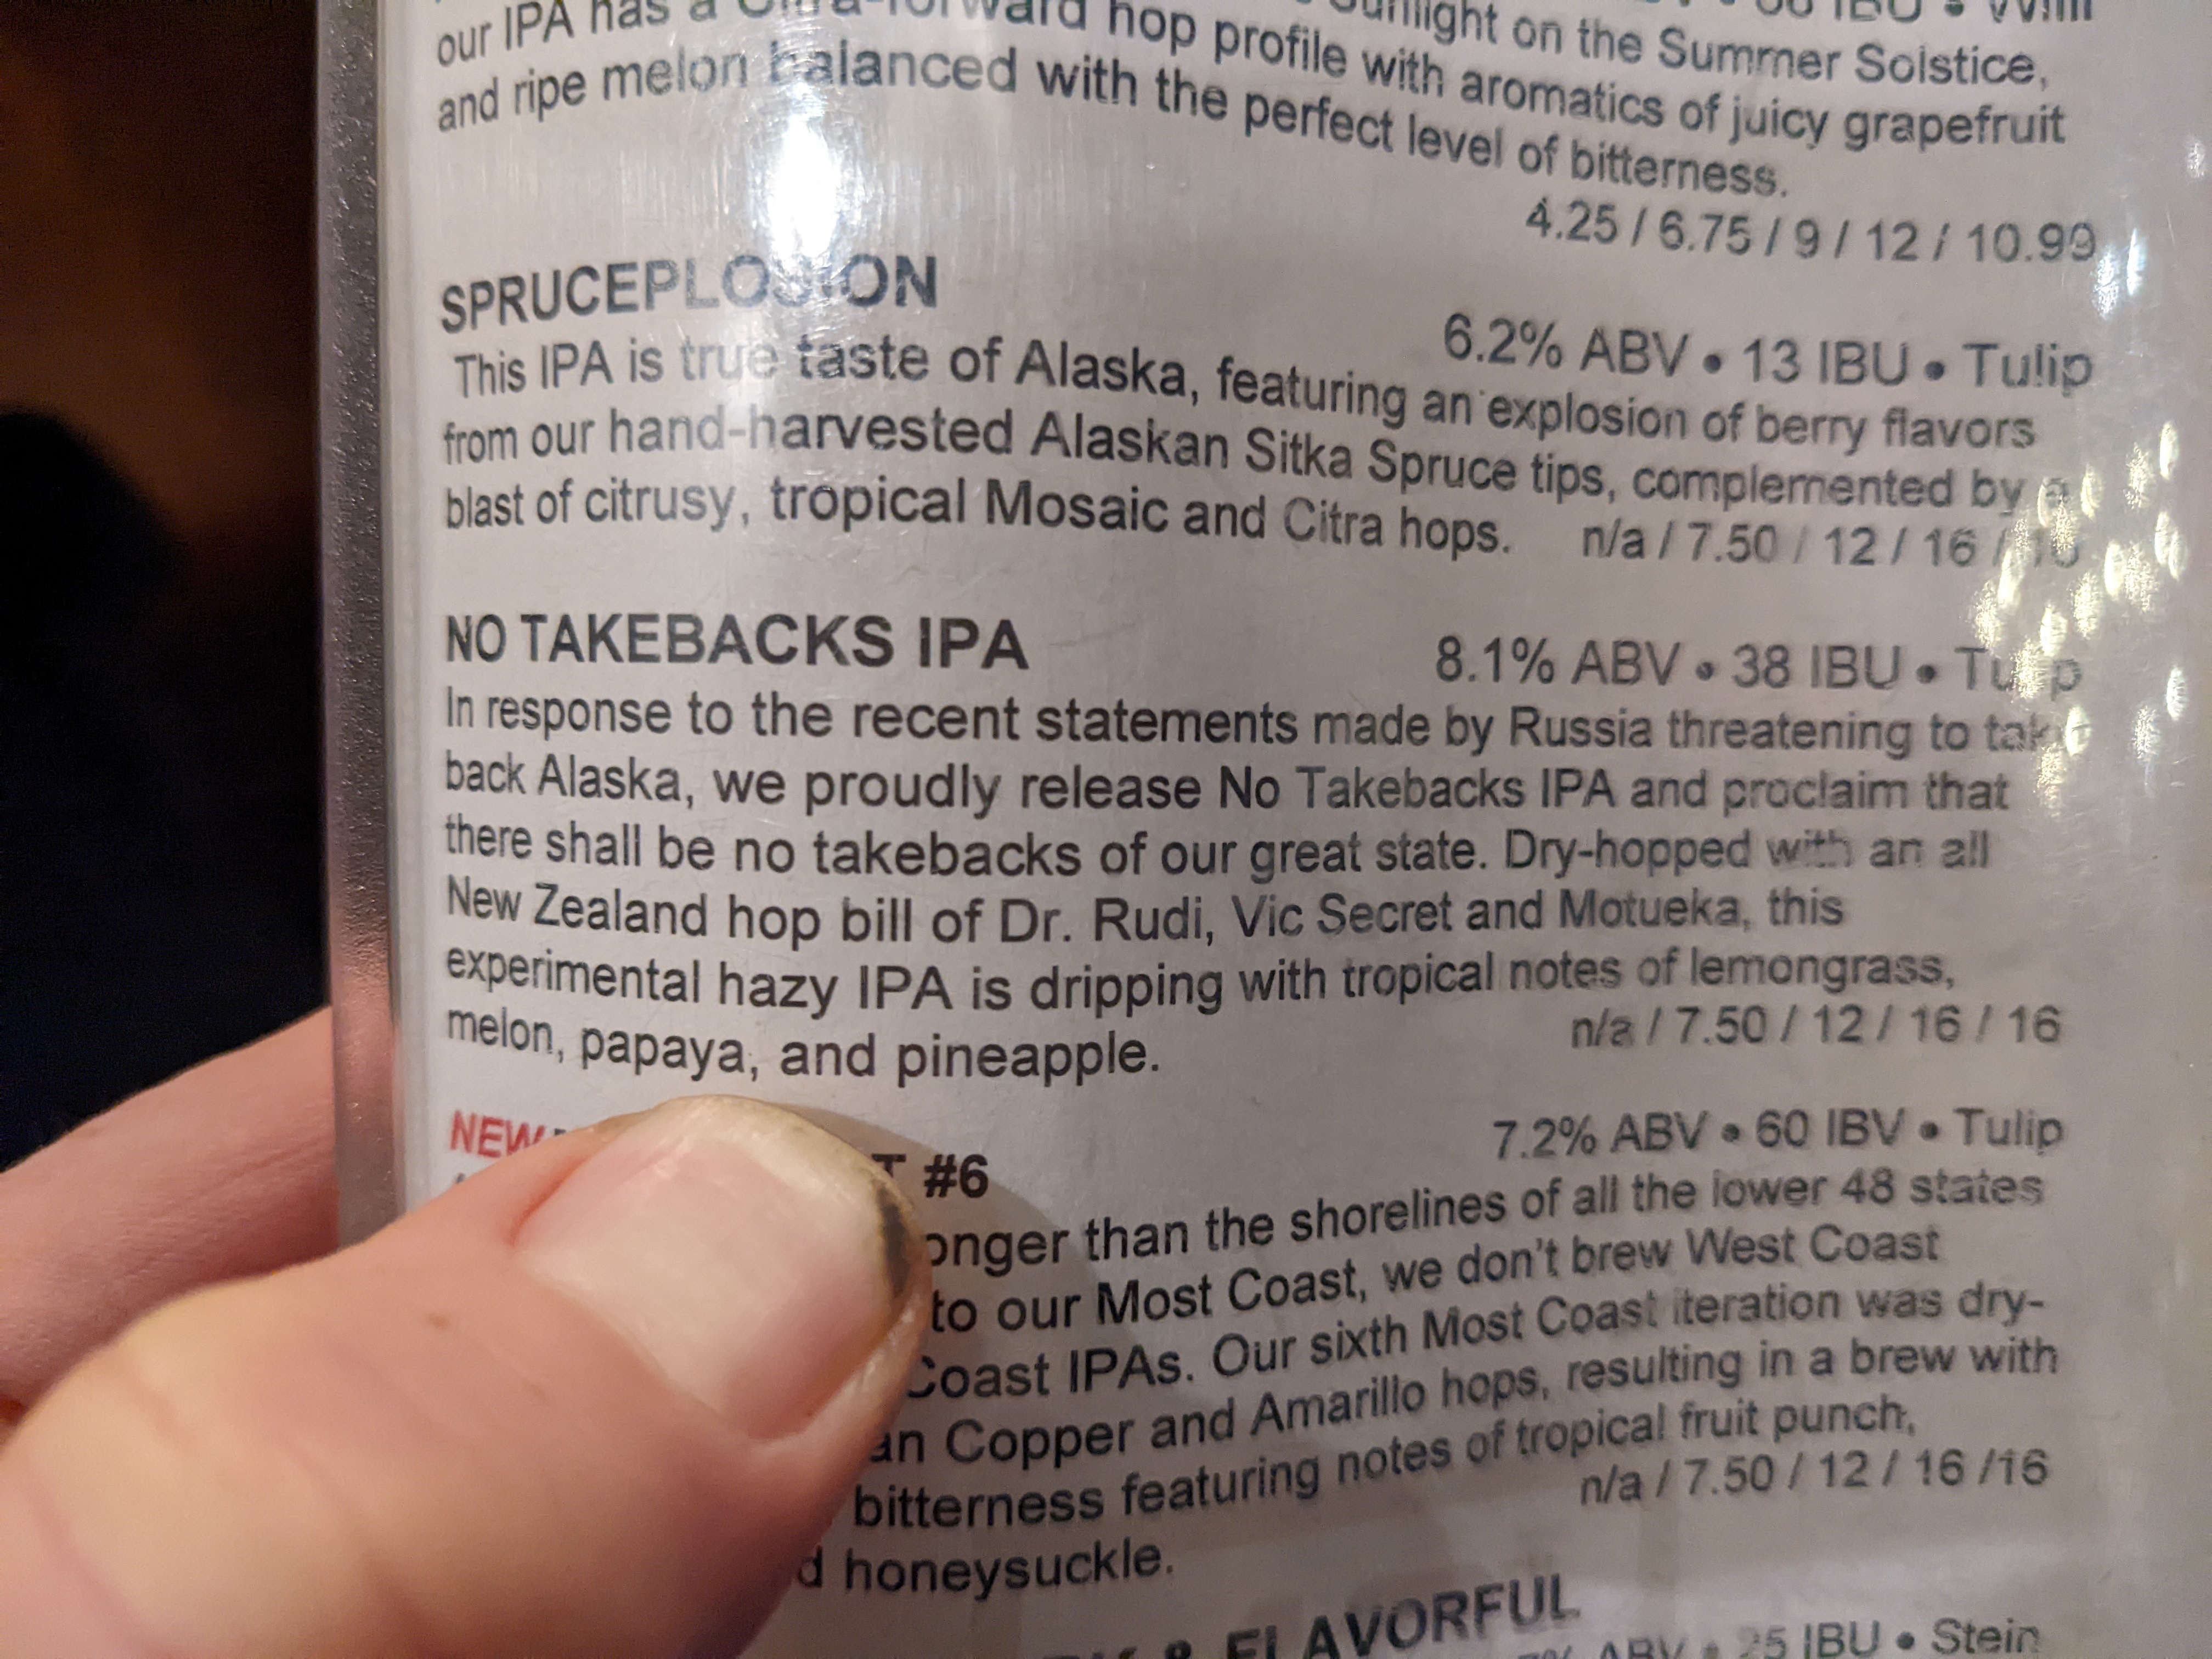 our IPA has a Citra-forward hop profile with aromatics of juicy grapefruit
sunlight on the Summer Solstice,
and ripe melon balanced with the perfect level of bitterness.
4.25 / 6.75 / 9 / 12 / 10.99
SPRUCEPLOSION
6.2% ABV • 13 IBU • Tulip
This IPA is true taste of Alaska, featuring an explosion of berry flavors
from our hand-harvested Alaskan Sitka Spruce tips, complemented by a
blast of citrusy, tropical Mosaic and Citra hops. n/a / 7.50 / 12 / 16 / 16
NO TAKEBACKS IPA 8.1% ABV • 38 IBU • Tulip
In response to the recent statements made by Russia threatening to take
back Alaska, we proudly release No Takebacks IPA and proclaim that
there shall be no takebacks of our great state. Dry-hopped with an all
New Zealand hop bill of Dr. Rudi, Vic Secret and Motueka, this
experimental hazy IPA is dripping with tropical notes of lemongrass,
melon, papaya, and pineapple. n/a / 7.50 / 12 / 16 / 16
NEW #6 7.2% ABV • 60 IBV • Tulip
than the shorelines of all the lower 48 states
to our Most Coast, we don't brew West Coast
Coast IPAs. Our sixth Most Coast iteration was dry-
Copper and Amarillo hops, resulting in a brew with
bitterness featuring notes of tropical fruit punch,
honeysuckle. n/a / 7.50 / 12 / 16 /16
& FLAVORFUL
ABV • 25 IBU • Stein